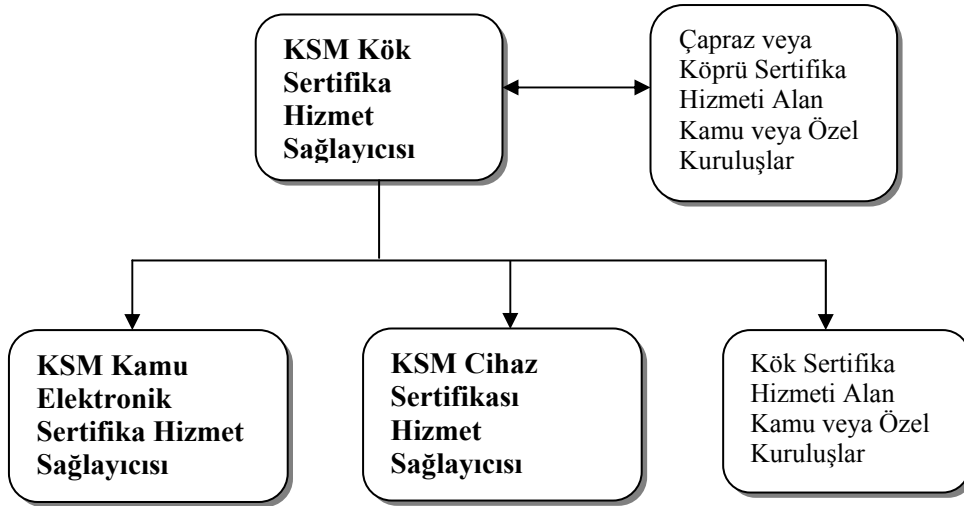 KSM Kök
Sertifika
Hizmet
Sağlayıcısı
Çapraz veya
Köprü Sertifika
Hizmeti Alan
Kamu veya Özel
Kuruluşlar
KSM Kamu
Elektronik
Sertifika Hizmet
Sağlayıcısı
KSM Cihaz
Sertifikası
Hizmet
Sağlayıcısı
Kök Sertifika
Hizmeti Alan
Kamu veya Özel
Kuruluşlar